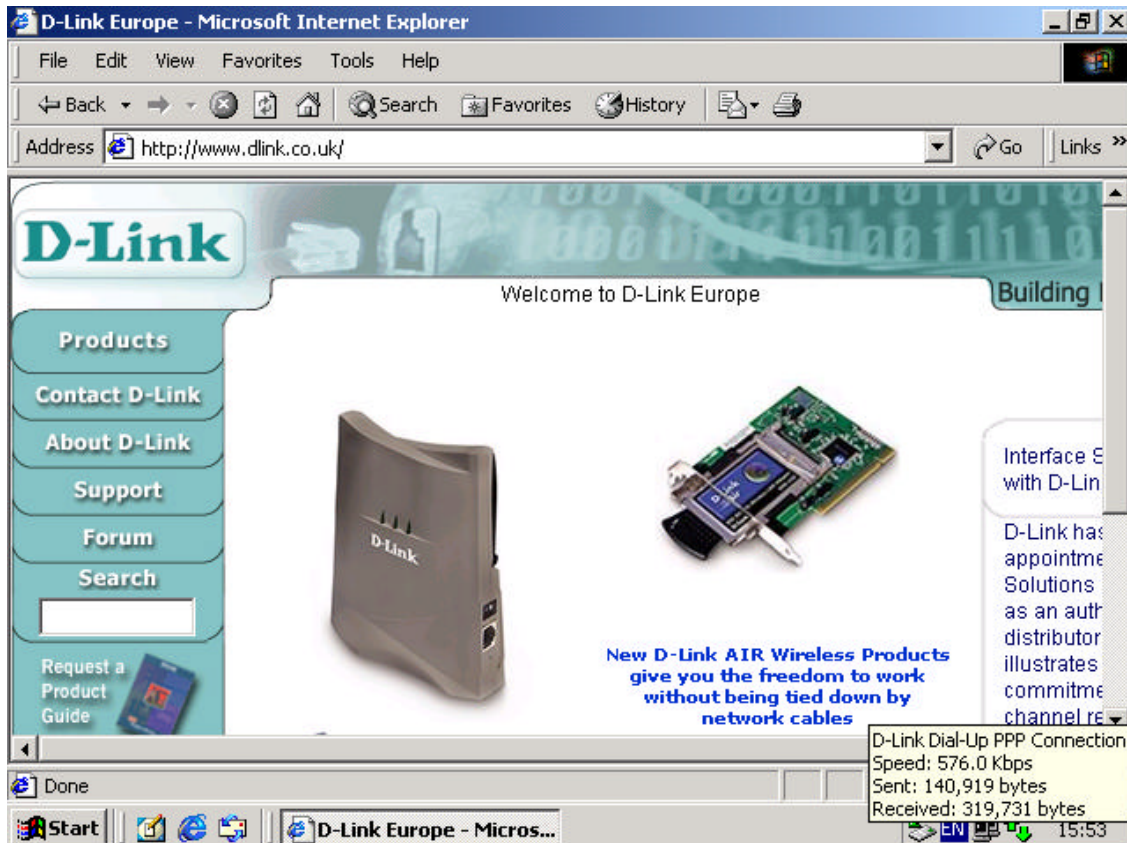 D-Link Europe - Microsoft Internet Explorer
File Edit View Favorites Tools Help
Back Search Favorites History
Address http://www.dlink.co.uk/ Go Links »
D-Link
Welcome to D-Link Europe
Building
Products
Contact D-Link
About D-Link
Support
Forum
Search
Request a
Product
Guide
D-Link
New D-Link AIR Wireless Products
give you the freedom to work
without being tied down by
network cables
Interface S
with D-Lin
D-Link has
appointme
Solutions
as an auth
distributor
illustrates
commitme
channel re
D-Link Dial-Up PPP Connection
Speed: 576.0 Kbps
Sent: 140,919 bytes
Received: 319,731 bytes
Done
Start D-Link Europe - Micros... EN 15:53